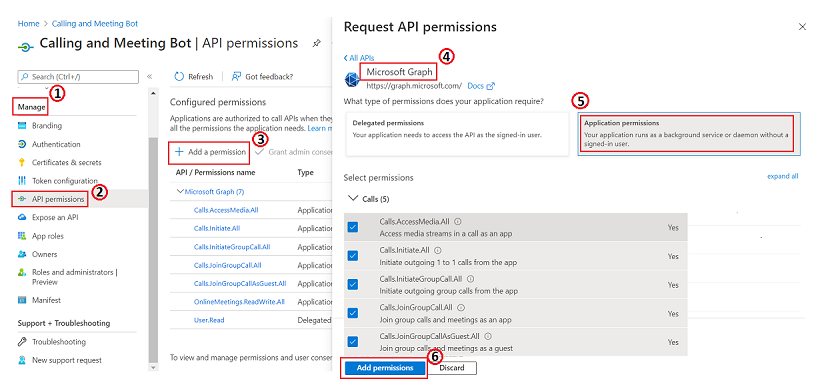 Home > Calling and Meeting Bot
Calling and Meeting Bot | API permissions
Search (Ctrl+/)
«
1
Manage
Branding
Authentication
Certificates & secrets
Token configuration
2
API permissions
Expose an API
App roles
Owners
Roles and administrators |
Preview
Manifest
Support + Troubleshooting
Troubleshooting
New support request
Refresh
Got feedback?
Configured permissions
Applications are authorized to call APIs when they
all the permissions the application needs. Learn m
3
+ Add a permission
Grant admin conse
API / Permissions name
Type
Microsoft Graph (7)
Calls.AccessMedia.All
Application
Calls.Initiate.All
Application
Calls.InitiateGroupCall.All
Application
Calls.JoinGroupCall.All
Application
Calls.JoinGroupCallAsGuest.All
Application
OnlineMeetings.ReadWrite.All
Application
User.Read
Delegated
To view and manage permissions and user conser
Request API permissions
< All APIs
4
Microsoft Graph
https://graph.microsoft.com/ Docs
What type of permissions does your application require?
5
Delegated permissions
Your application needs to access the API as the signed-in user.
Application permissions
Your application runs as a background service or daemon without a
signed-in user.
Select permissions
expand all
Calls (5)
Calls.AccessMedia.All
Access media streams in a call as an app
Yes
Calls.Initiate.All
Initiate outgoing 1 to 1 calls from the app
Yes
Calls.InitiateGroupCall.All
Initiate outgoing group calls from the app
Yes
Calls.JoinGroupCall.All
Join group calls and meetings as an app
Yes
Calls.JoinGroupCallAsGuest.All
Join group calls and meetings as a guest
Yes
6
Add permissions
Discard